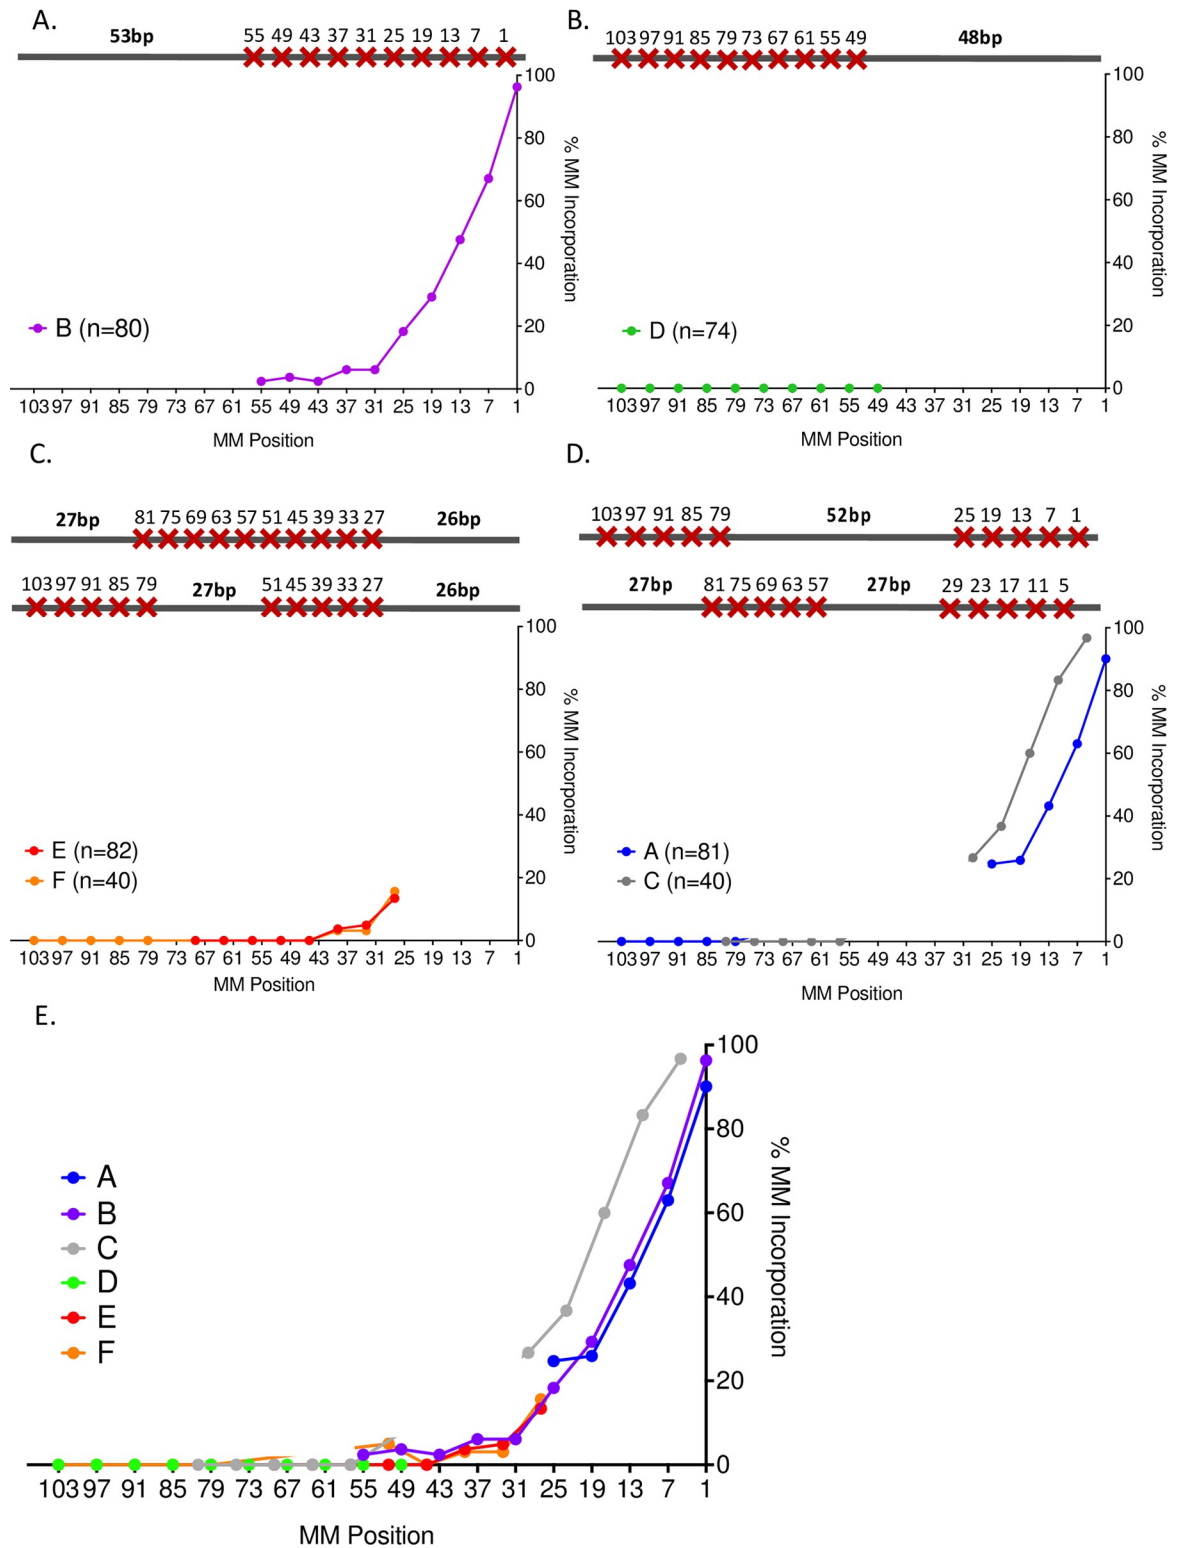 A.
53bp 55 49 43 37 31 25 19 13 7 1
100
80
60
40
20
0
% MM Incorporation
B (n=80)
103 97 91 85 79 73 67 61 55 49 43 37 31 25 19 13 7 1
MM Position
B.
103 97 91 85 79 73 67 61 55 49 48bp
100
80
60
40
20
0
% MM Incorporation
D (n=74)
103 97 91 85 79 73 67 61 55 49 43 37 31 25 19 13 7 1
MM Position
C.
27bp 81 75 69 63 57 51 45 39 33 27 26bp
103 97 91 85 79 27bp 51 45 39 33 27 26bp
100
80
60
40
20
0
% MM Incorporation
E (n=82)
F (n=40)
103 97 91 85 79 73 67 61 55 49 43 37 31 25 19 13 7 1
MM Position
D.
103 97 91 85 79 52bp 25 19 13 7 1
27bp 81 75 69 63 57 27bp 29 23 17 11 5
100
80
60
40
20
0
% MM Incorporation
A (n=81)
C (n=40)
103 97 91 85 79 73 67 61 55 49 43 37 31 25 19 13 7 1
MM Position
E.
100
80
60
40
20
0
% MM Incorporation
A
B
C
D
E
F
103 97 91 85 79 73 67 61 55 49 43 37 31 25 19 13 7 1
MM Position